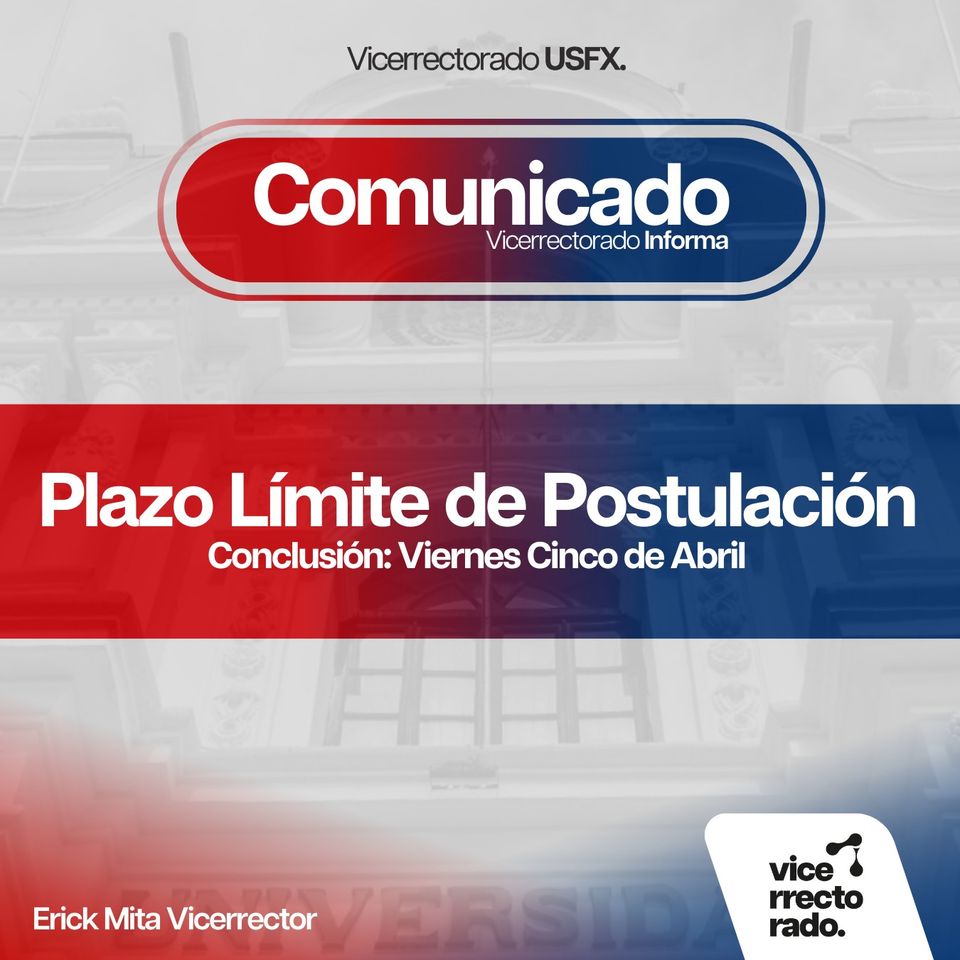 Vicerrectorado USFX.
Comunicado
Vicerrectorado Informa
Plazo Límite de Postulación
Conclusión: Viernes Cinco de Abril
UNIVERSIDA
Erick Mita Vicerrector
vice
rrecto
rado.